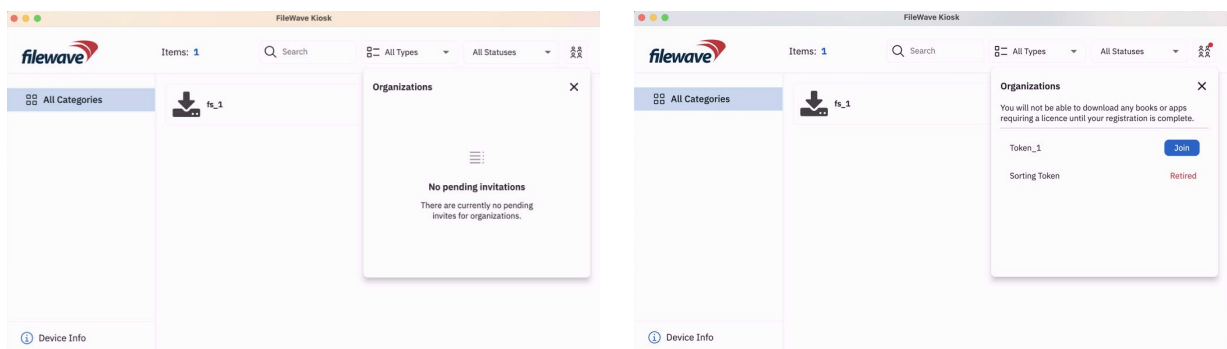 FileWave Kiosk
filewave
Items: 1
Search
All Types
All Statuses
All Categories
fs_1
Organizations
No pending invitations
There are currently no pending
invites for organizations.
Device Info
FileWave Kiosk
filewave
Items: 1
Search
All Types
All Statuses
All Categories
fs_1
Organizations
You will not be able to download any books or apps
requiring a licence until your registration is complete.
Token_1
Join
Sorting Token
Retired
Device Info